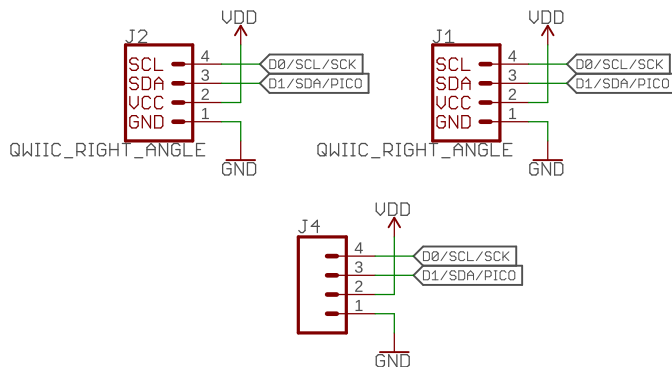 VDD VDD
J2 J1
SCL 4 D0/SCL/SCK SCL 4 D0/SCL/SCK
SDA 3 D1/SDA/PICO SDA 3 D1/SDA/PICO
VCC 2 VCC 2
GND 1 GND 1
QWIIC_RIGHT_ANGLE QWIIC_RIGHT_ANGLE
GND GND
VDD
J4
4 D0/SCL/SCK
3 D1/SDA/PICO
2
1
GND